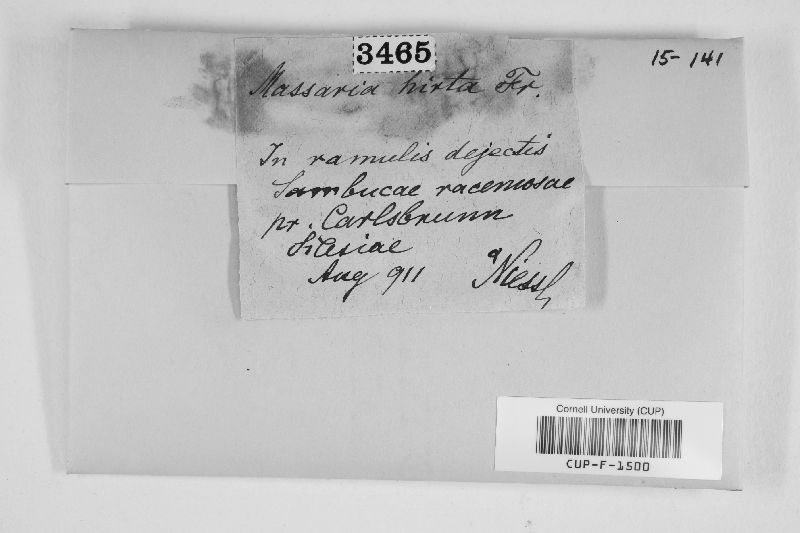 3465
15-141
Massaria hirta Fr.
In ramulis dejectis
Sambucae racemosae
pr. Carlsbrunn
Silesiae
Aug 911 Niessl
Cornell University (CUP)
CUP-F-1500